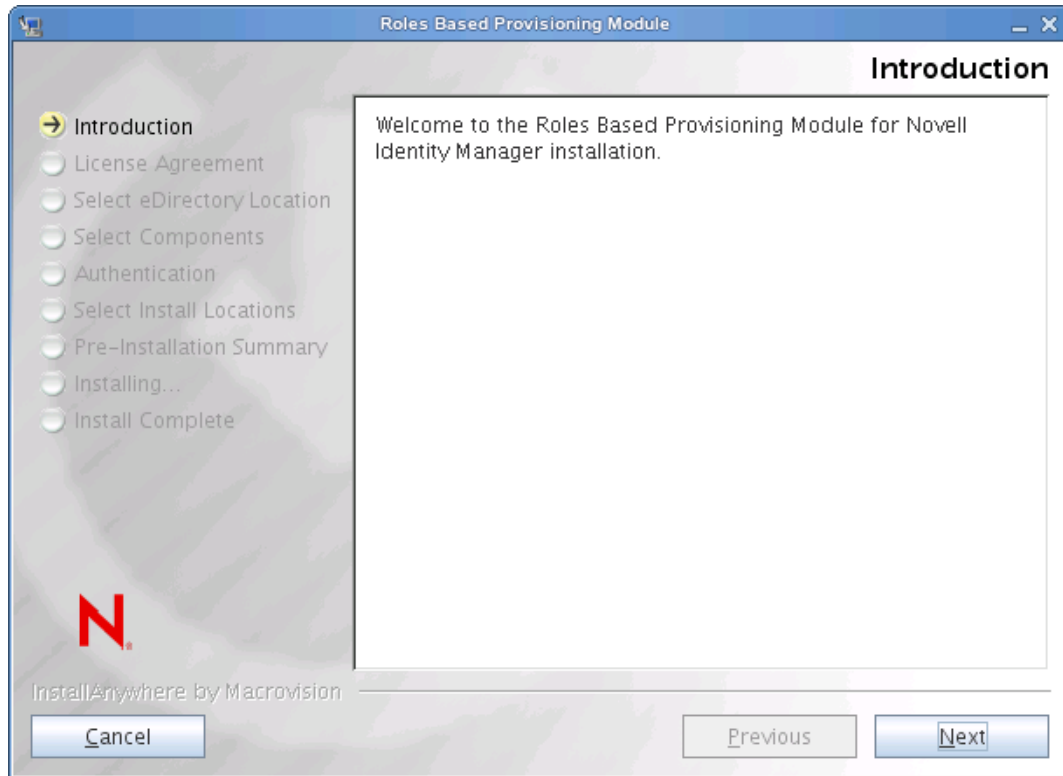 Roles Based Provisioning Module
Introduction
Introduction
License Agreement
Select eDirectory Location
Select Components
Authentication
Select Install Locations
Pre-Installation Summary
Installing...
Install Complete
Welcome to the Roles Based Provisioning Module for Novell
Identity Manager installation.
N
InstallAnywhere by Macrovision
Cancel
Previous
Next